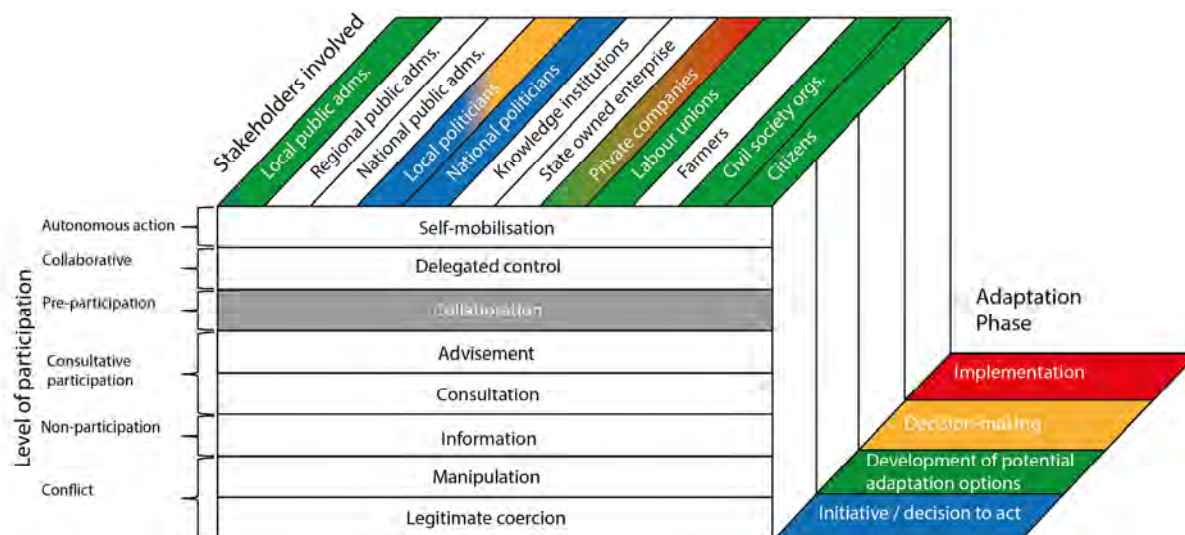 Stakeholders involved
Local public adms.
Regional public adms.
National public adms.
Local politicians
National politicians
Knowledge institutions
State owned enterprise
Private companies
Labour unions
Farmers
Civil society orgs.
Citizens
Level of participation
Autonomous action
Self-mobilisation
Collaborative
Delegated control
Pre-participation
Collaboration
Consultative
participation
Advisement
Consultation
Non-participation
Information
Conflict
Manipulation
Legitimate coercion
Adaptation
Phase
Implementation
Decision-making
Development of potential
adaptation options
Initiative / decision to act